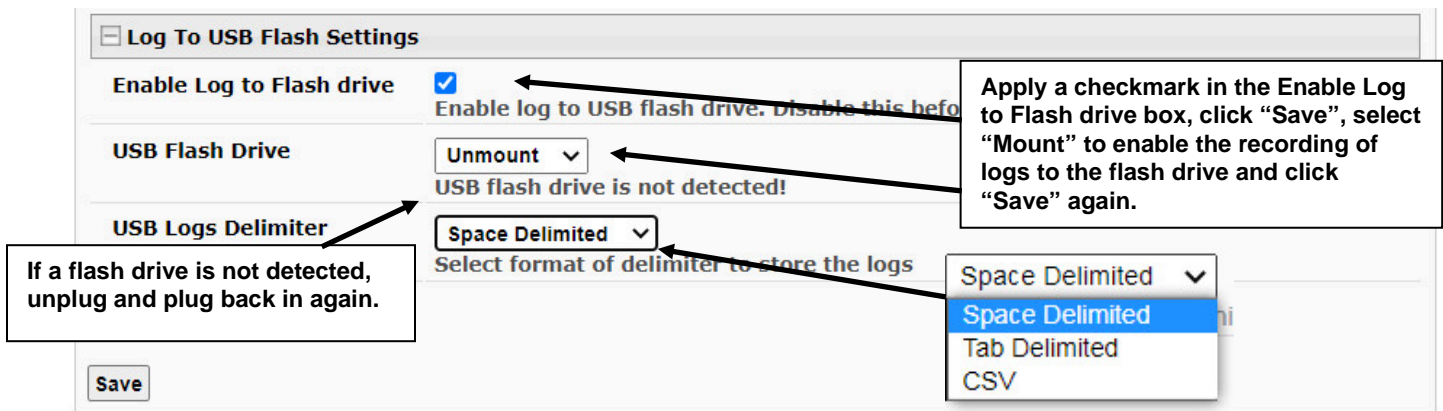 Log To USB Flash Settings
Enable Log to Flash drive
Enable log to USB flash drive. Disable this befo
Apply a checkmark in the Enable Log
to Flash drive box, click “Save”, select
“Mount” to enable the recording of
logs to the flash drive and click
“Save” again.
USB Flash Drive
Unmount
USB flash drive is not detected!
USB Logs Delimiter
Space Delimited
Select format of delimiter to store the logs
If a flash drive is not detected,
unplug and plug back in again.
Space Delimited
Space Delimited
Tab Delimited
CSV
Save